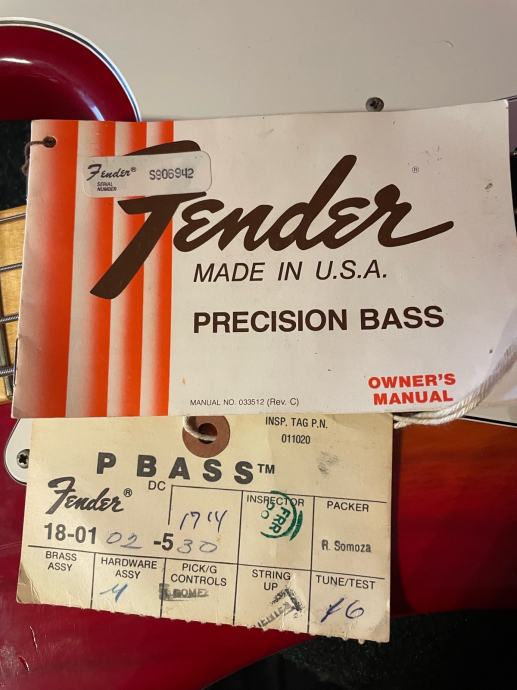 Fender® SERIAL NUMBER S906942
Fender®
MADE IN U.S.A.
PRECISION BASS
MANUAL NO. 033512 (Rev. C)
OWNER'S
MANUAL
INSP. TAG P.N.
011020
P BASS™
Fender®
DC
1714
INSPECTOR
PACKER
R. Somoza
18-01 02 -5 30
BRASS
ASSY
HARDWARE
ASSY
PICK/G
CONTROLS
GOMEZ
STRING
UP
TUNE/TEST
16